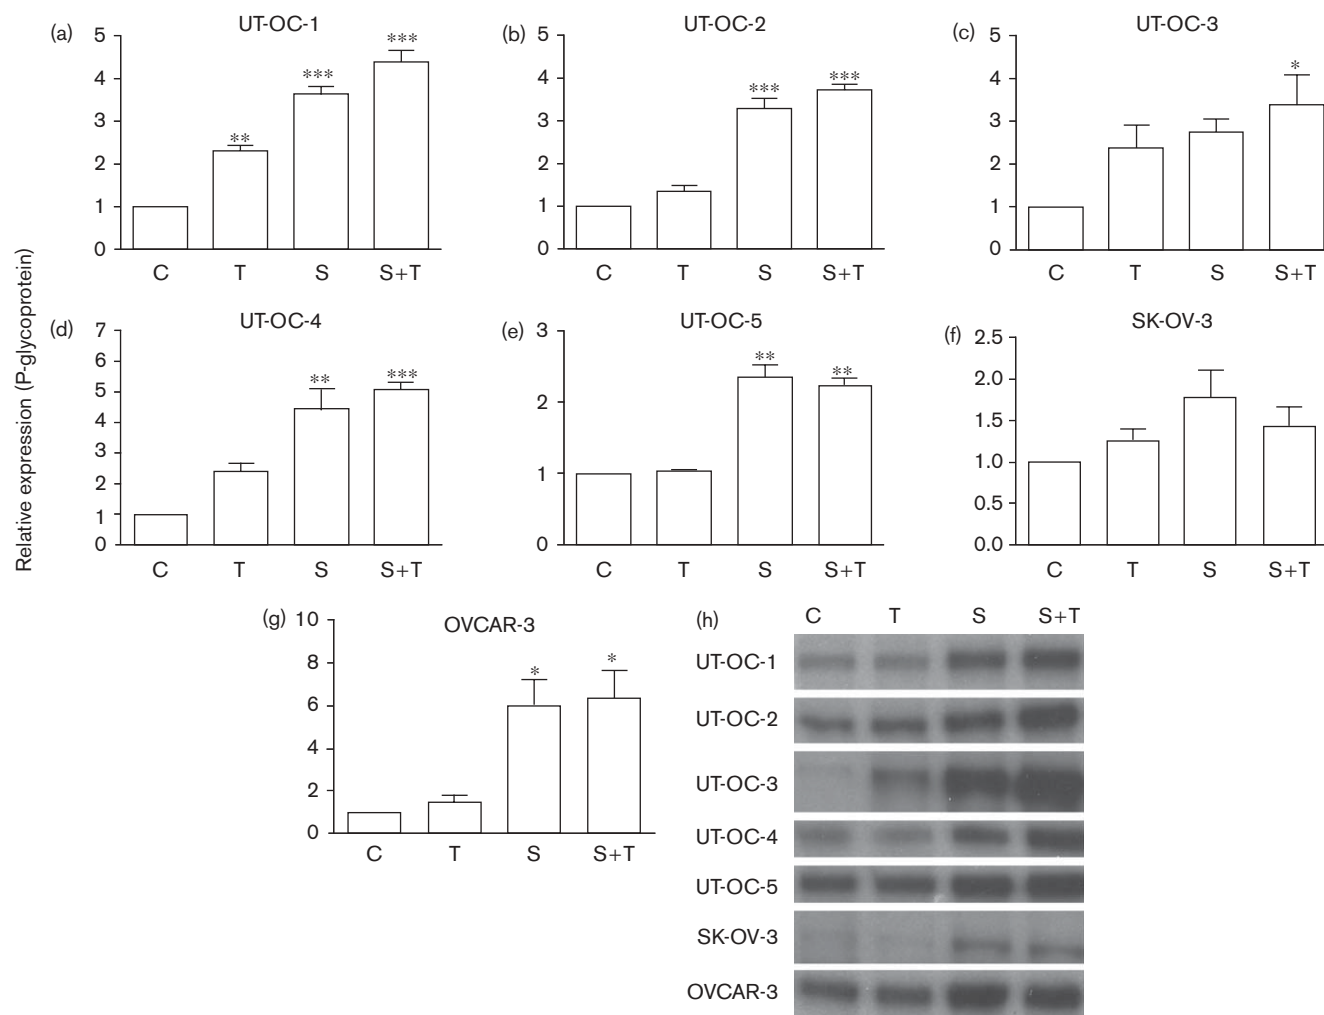 Relative expression (P-glycoprotein)
(a) UT-OC-1
5
4
3
2
1
0
**
***
***
C T S S+T
(b) UT-OC-2
5
4
3
2
1
0
***
***
C T S S+T
(c) UT-OC-3
5
4
3
2
1
0
*
C T S S+T
(d) UT-OC-4
7
6
5
4
3
2
1
0
**
***
C T S S+T
(e) UT-OC-5
3
2
1
0
**
**
C T S S+T
(f) SK-OV-3
2.5
2.0
1.5
1.0
0.5
0.0
C T S S+T
(g) OVCAR-3
10
8
6
4
2
0
*
*
C T S S+T
(h) C T S S+T
UT-OC-1
UT-OC-2
UT-OC-3
UT-OC-4
UT-OC-5
SK-OV-3
OVCAR-3